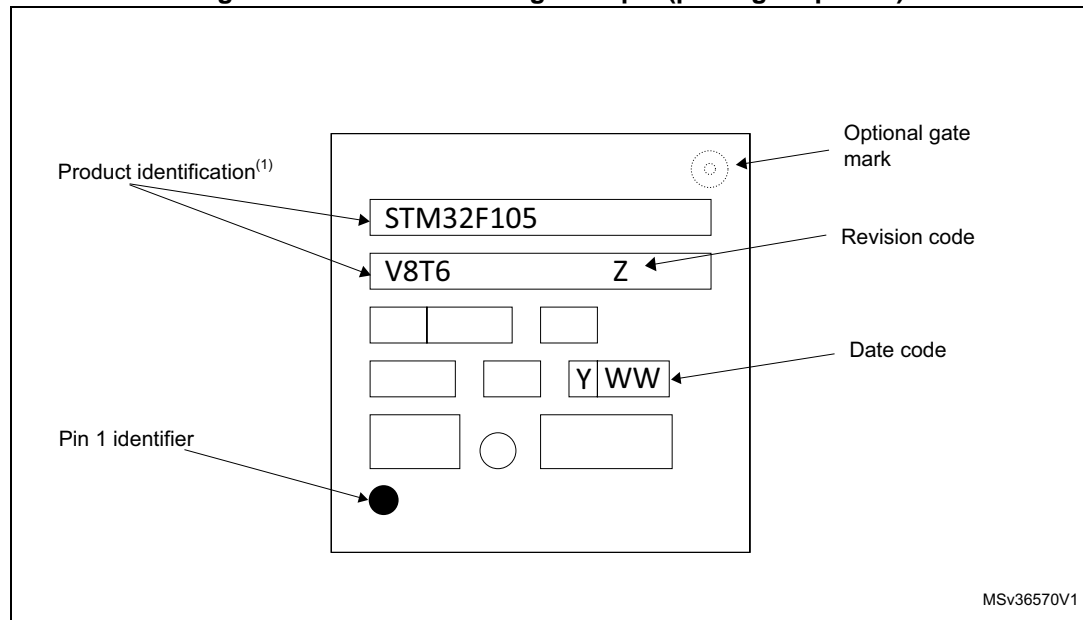 Optional gate
mark
Product identification(1)
STM32F105
Revision code
V8T6 Z
Date code
Y WW
Pin 1 identifier
MSv36570V1